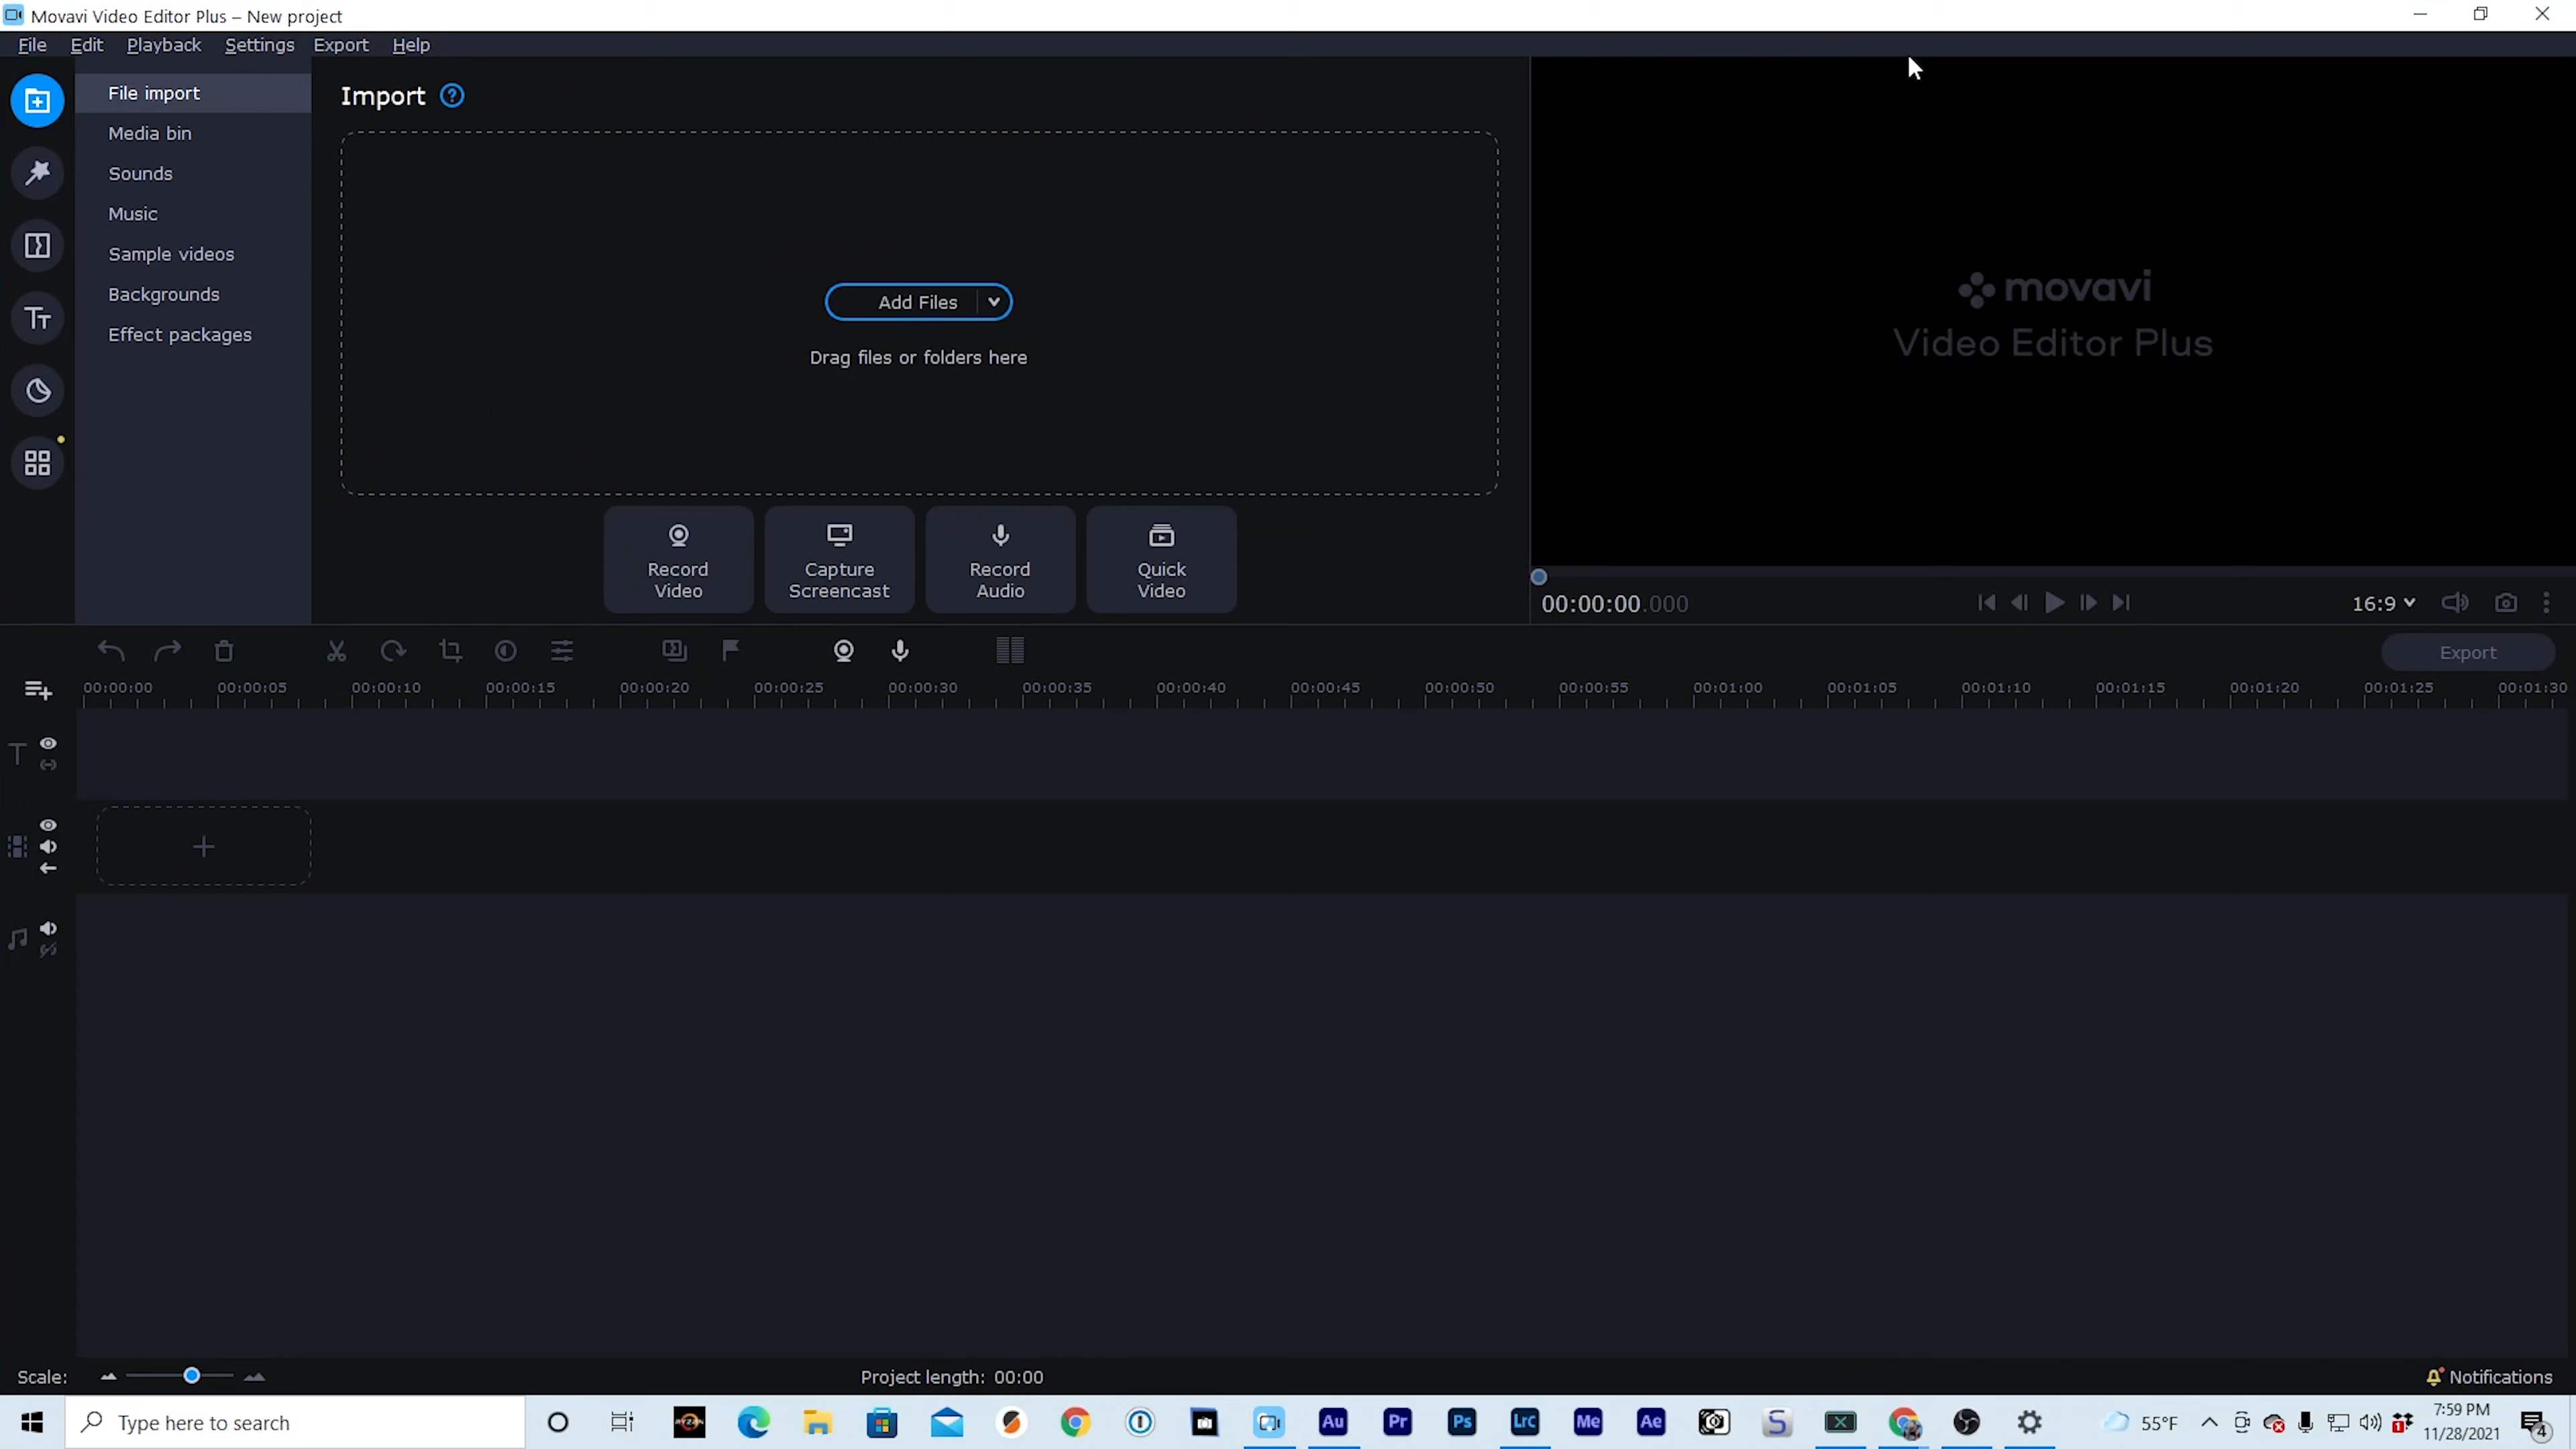 Movavi Video Editor Plus – New project
File Edit Playback Settings Export Help
File import
Media bin
Sounds
Music
Sample videos
Backgrounds
Effect packages
Import ?
Add Files
Drag files or folders here
Record Video
Capture Screencast
Record Audio
Quick Video
movavi
Video Editor Plus
00:00:00.000
16:9
Export
00:00:00 00:00:05 00:00:10 00:00:15 00:00:20 00:00:25 00:00:30 00:00:35 00:00:40 00:00:45 00:00:50 00:00:55 00:01:00 00:01:05 00:01:10 00:01:15 00:01:20 00:01:25 00:01:30
Scale:
Project length: 00:00
Notifications
Type here to search
RYZEN
Au Pr Ps LrC Me Ae S X
55°F
1
7:59 PM
11/28/2021
4